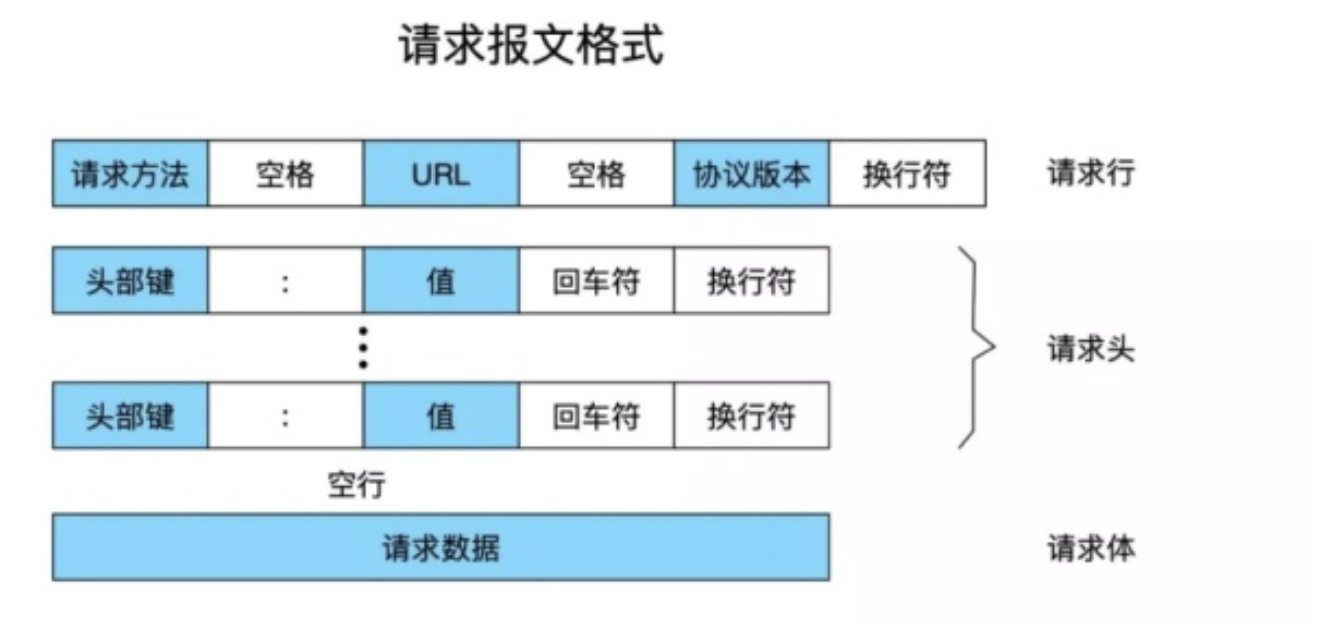 请求报文格式
请求方法 空格 URL 空格 协议版本 换行符 请求行
头部键 : 值 回车符 换行符
请求头
头部键 : 值 回车符 换行符
空行
请求数据 请求体